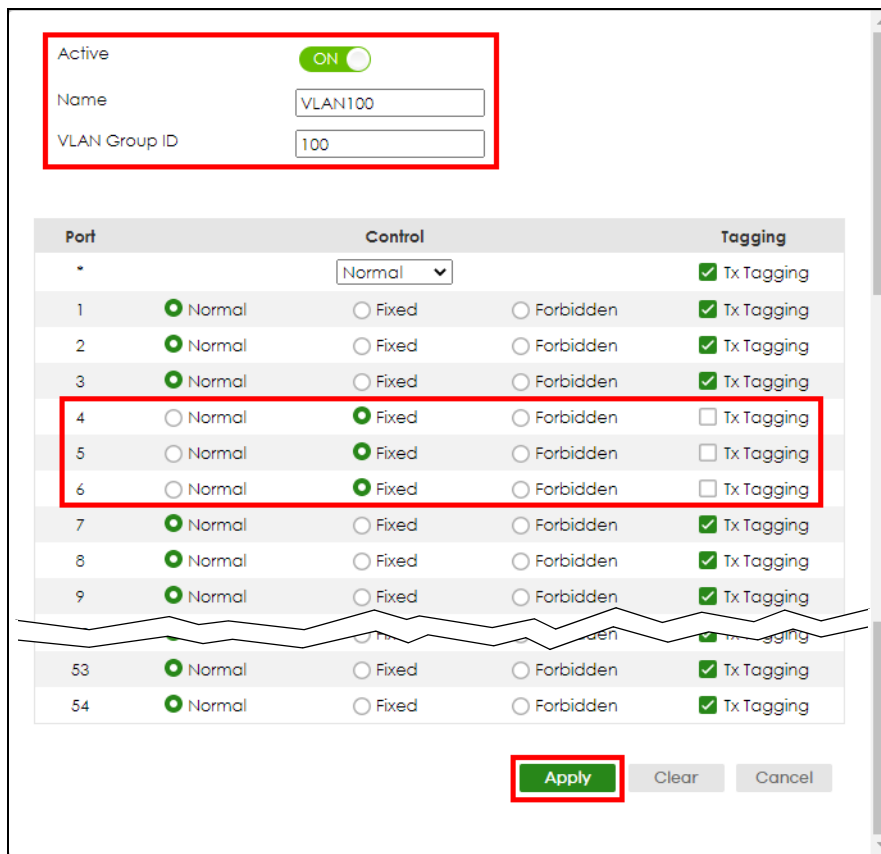 Active ON
Name VLAN100
VLAN Group ID 100
Port Control Tagging
* Normal Tx Tagging
1 Normal Fixed Forbidden Tx Tagging
2 Normal Fixed Forbidden Tx Tagging
3 Normal Fixed Forbidden Tx Tagging
4 Normal Fixed Forbidden Tx Tagging
5 Normal Fixed Forbidden Tx Tagging
6 Normal Fixed Forbidden Tx Tagging
7 Normal Fixed Forbidden Tx Tagging
8 Normal Fixed Forbidden Tx Tagging
9 Normal Fixed Forbidden Tx Tagging
53 Normal Fixed Forbidden Tx Tagging
54 Normal Fixed Forbidden Tx Tagging
Apply Clear Cancel